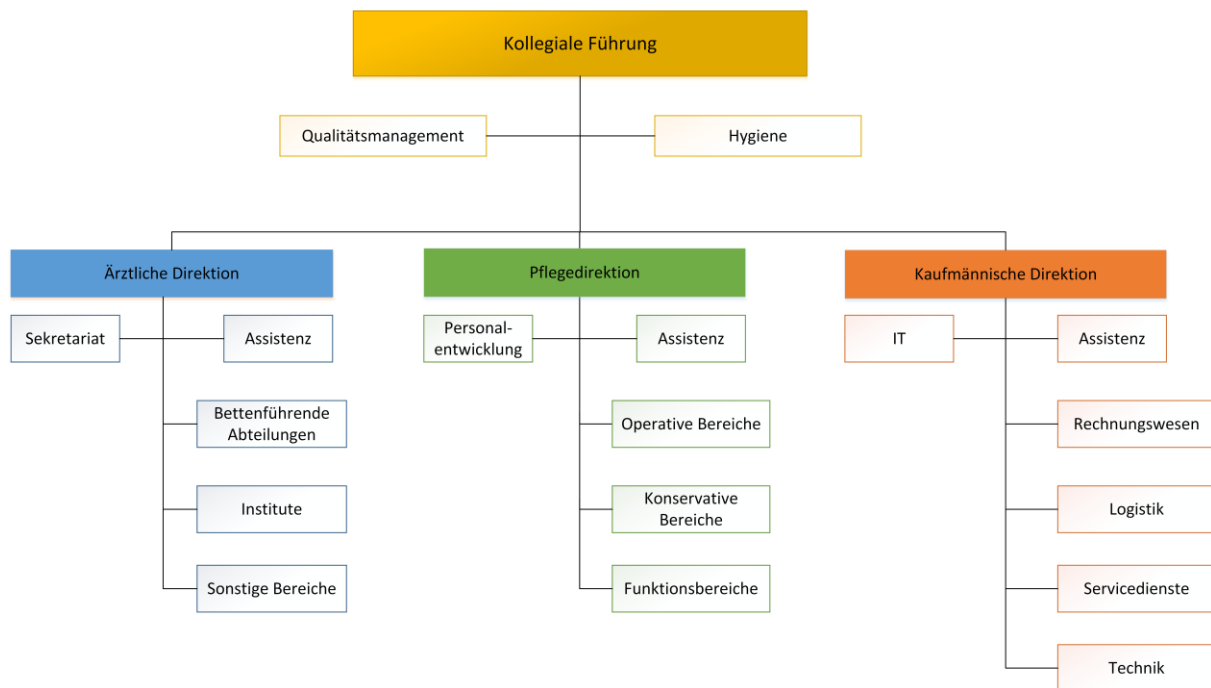 Kollegiale Führung
Qualitätsmanagement
Hygiene
Ärztliche Direktion
Pflegedirektion
Kaufmännische Direktion
Sekretariat
Assistenz
Personal-
entwicklung
Assistenz
IT
Assistenz
Bettenführende
Abteilungen
Operative Bereiche
Rechnungswesen
Institute
Konservative
Bereiche
Logistik
Sonstige Bereiche
Funktionsbereiche
Servicedienste
Technik